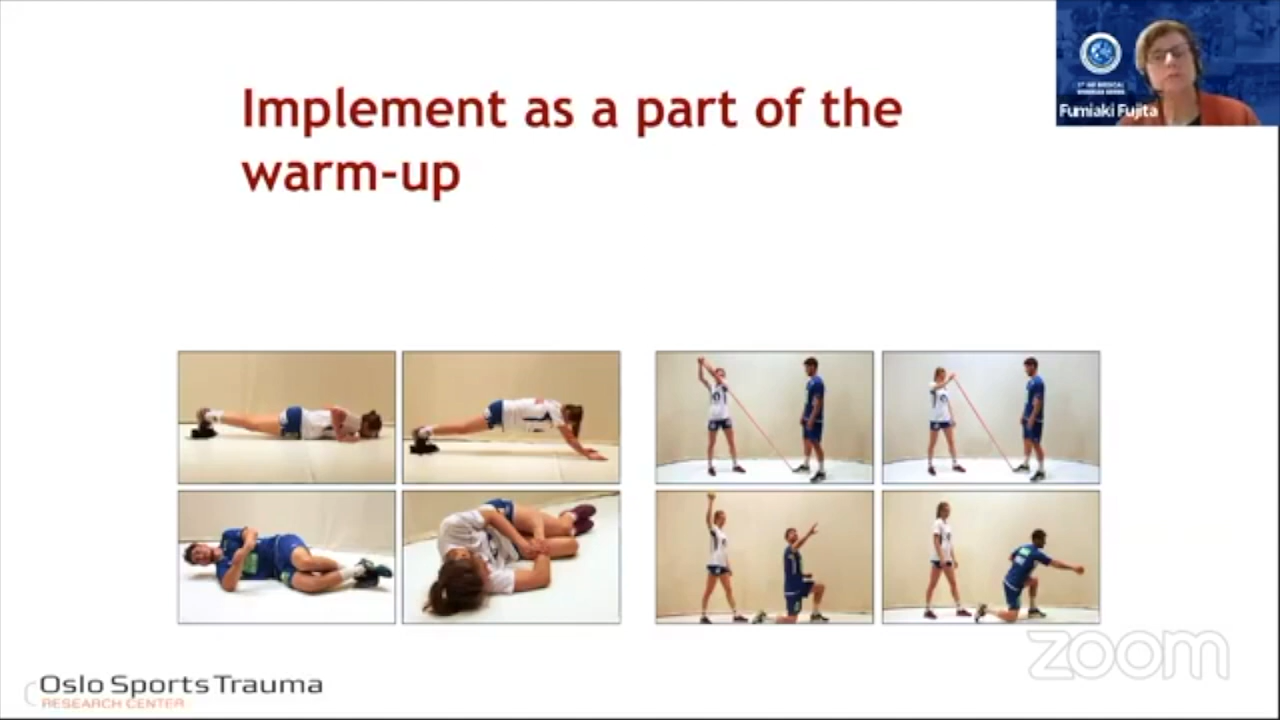 Implement as a part of the
warm-up
Fumiaki Fujita
zoom
Oslo Sports Trauma
RESEARCH CENTER